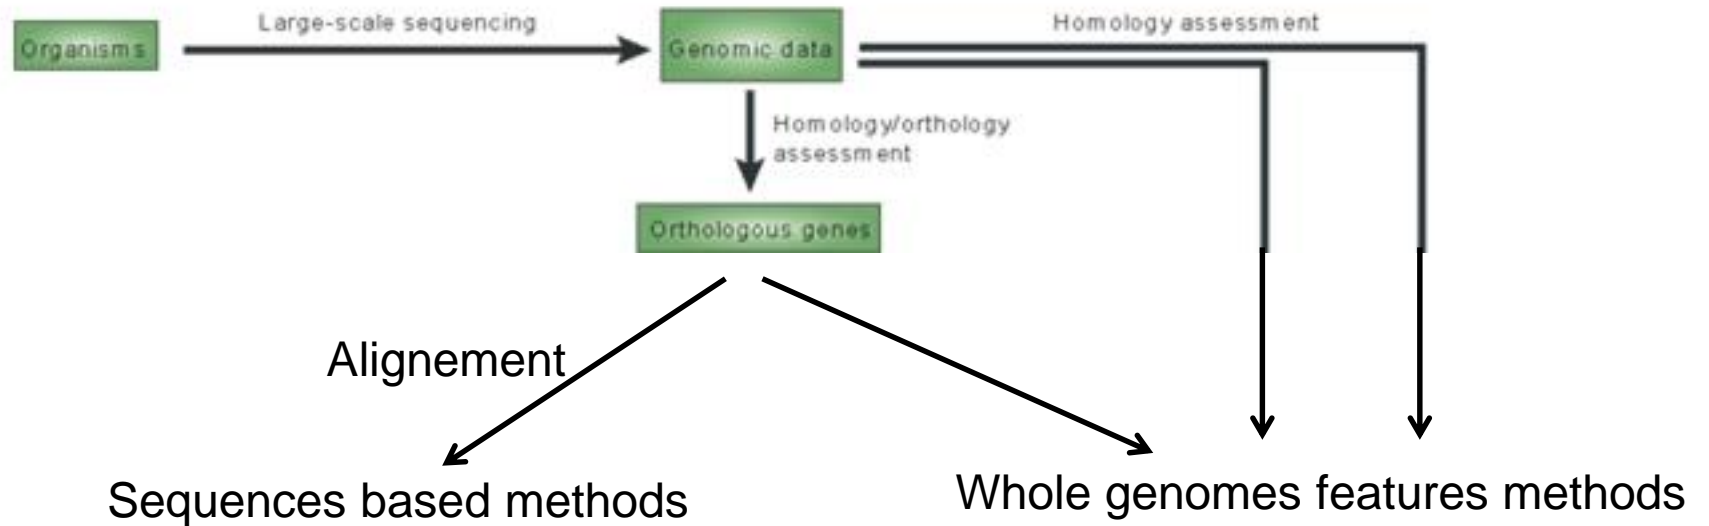 Large-scale sequencing
Homology assessment
Organisms
Genomic data
Homology/orthology
assessment
Orthologous genes
Alignement
Sequences based methods
Whole genomes features methods